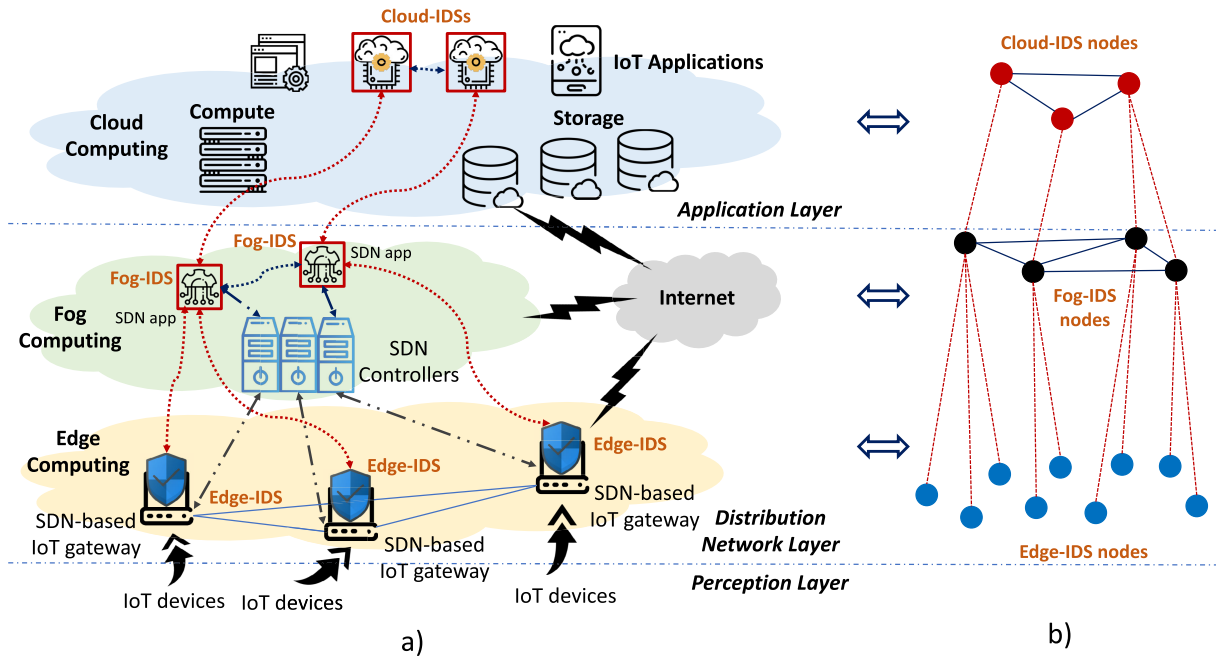 Cloud-IDSs
IoT Applications
Compute
Cloud
Computing
Storage
Application Layer
Fog-IDS
SDN app
Fog-IDS
SDN app
Fog
Computing
Internet
SDN
Controllers
Edge
Computing
Edge-IDS
Edge-IDS
Edge-IDS
SDN-based
IoT gateway
SDN-based
IoT gateway
SDN-based
IoT gateway
Distribution
Network Layer
Perception Layer
IoT devices
IoT devices
IoT devices
a)
Cloud-IDS nodes
Fog-IDS
nodes
Edge-IDS nodes
b)